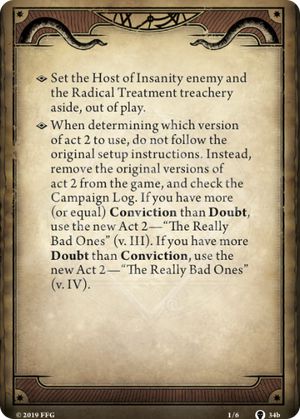 Set the Host of Insanity enemy and
the Radical Treatment treachery
aside, out of play.
When determining which version
of act 2 to use, do not follow the
original setup instructions. Instead,
remove the original versions of
act 2 from the game, and check the
Campaign Log. If you have more
(or equal) Conviction than Doubt,
use the new Act 2—“The Really
Bad Ones” (v. III). If you have more
Doubt than Conviction, use the
new Act 2—“The Really Bad Ones”
(v. IV).
© 2019 FFG 1/6 34b